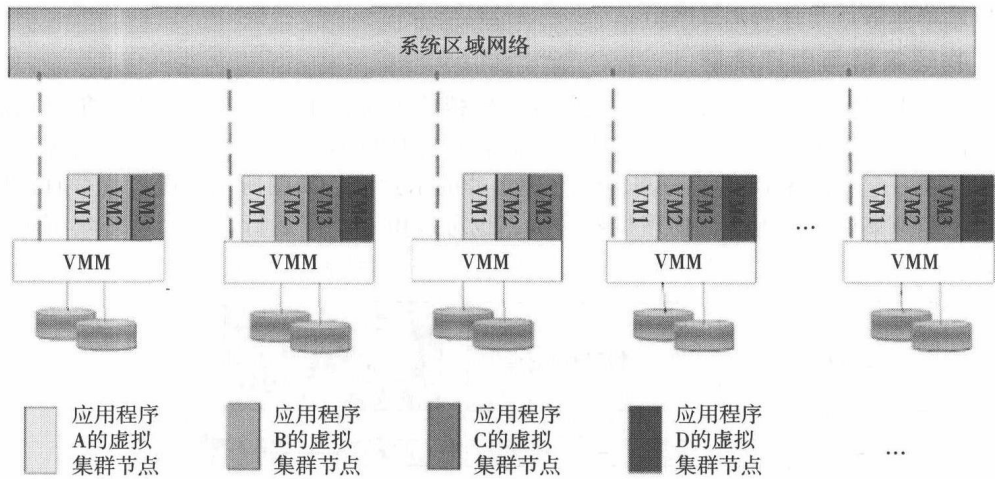 系统区域网络
VM1 VM2 VM3
VM1 VM2 VM3 VM4
VM1 VM2 VM3
VM1 VM2 VM3 VM4
...
VM1 VM2 VM3 VM4
VMM
VMM
VMM
VMM
VMM
应用程序
A的虚拟
集群节点
应用程序
B的虚拟
集群节点
应用程序
C的虚拟
集群节点
应用程序
D的虚拟
集群节点
...